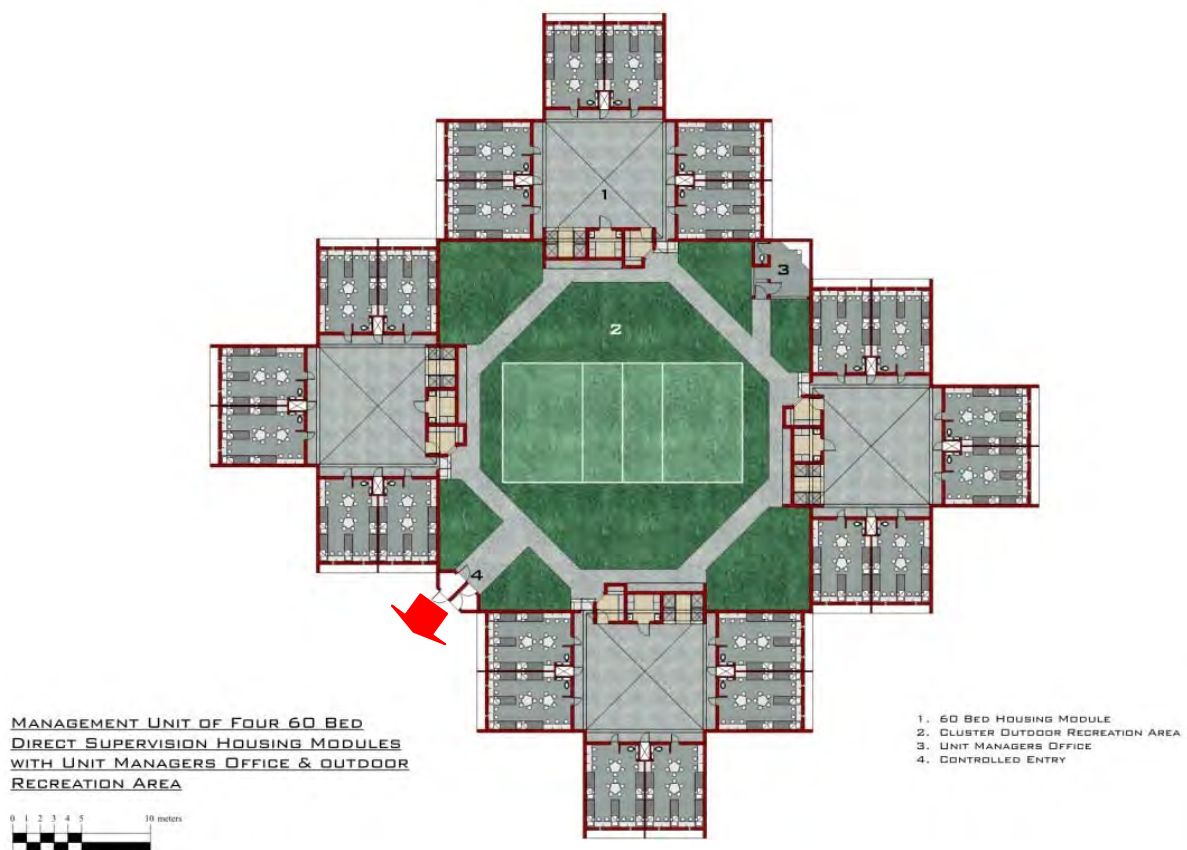 1
3
2
4
MANAGEMENT UNIT OF FOUR 60 BED
DIRECT SUPERVISION HOUSING MODULES
WITH UNIT MANAGERS OFFICE & OUTDOOR
RECREATION AREA
0 1 2 3 4 5 10 meters
1. 60 BED HOUSING MODULE
2. CLUSTER OUTDOOR RECREATION AREA
3. UNIT MANAGERS OFFICE
4. CONTROLLED ENTRY